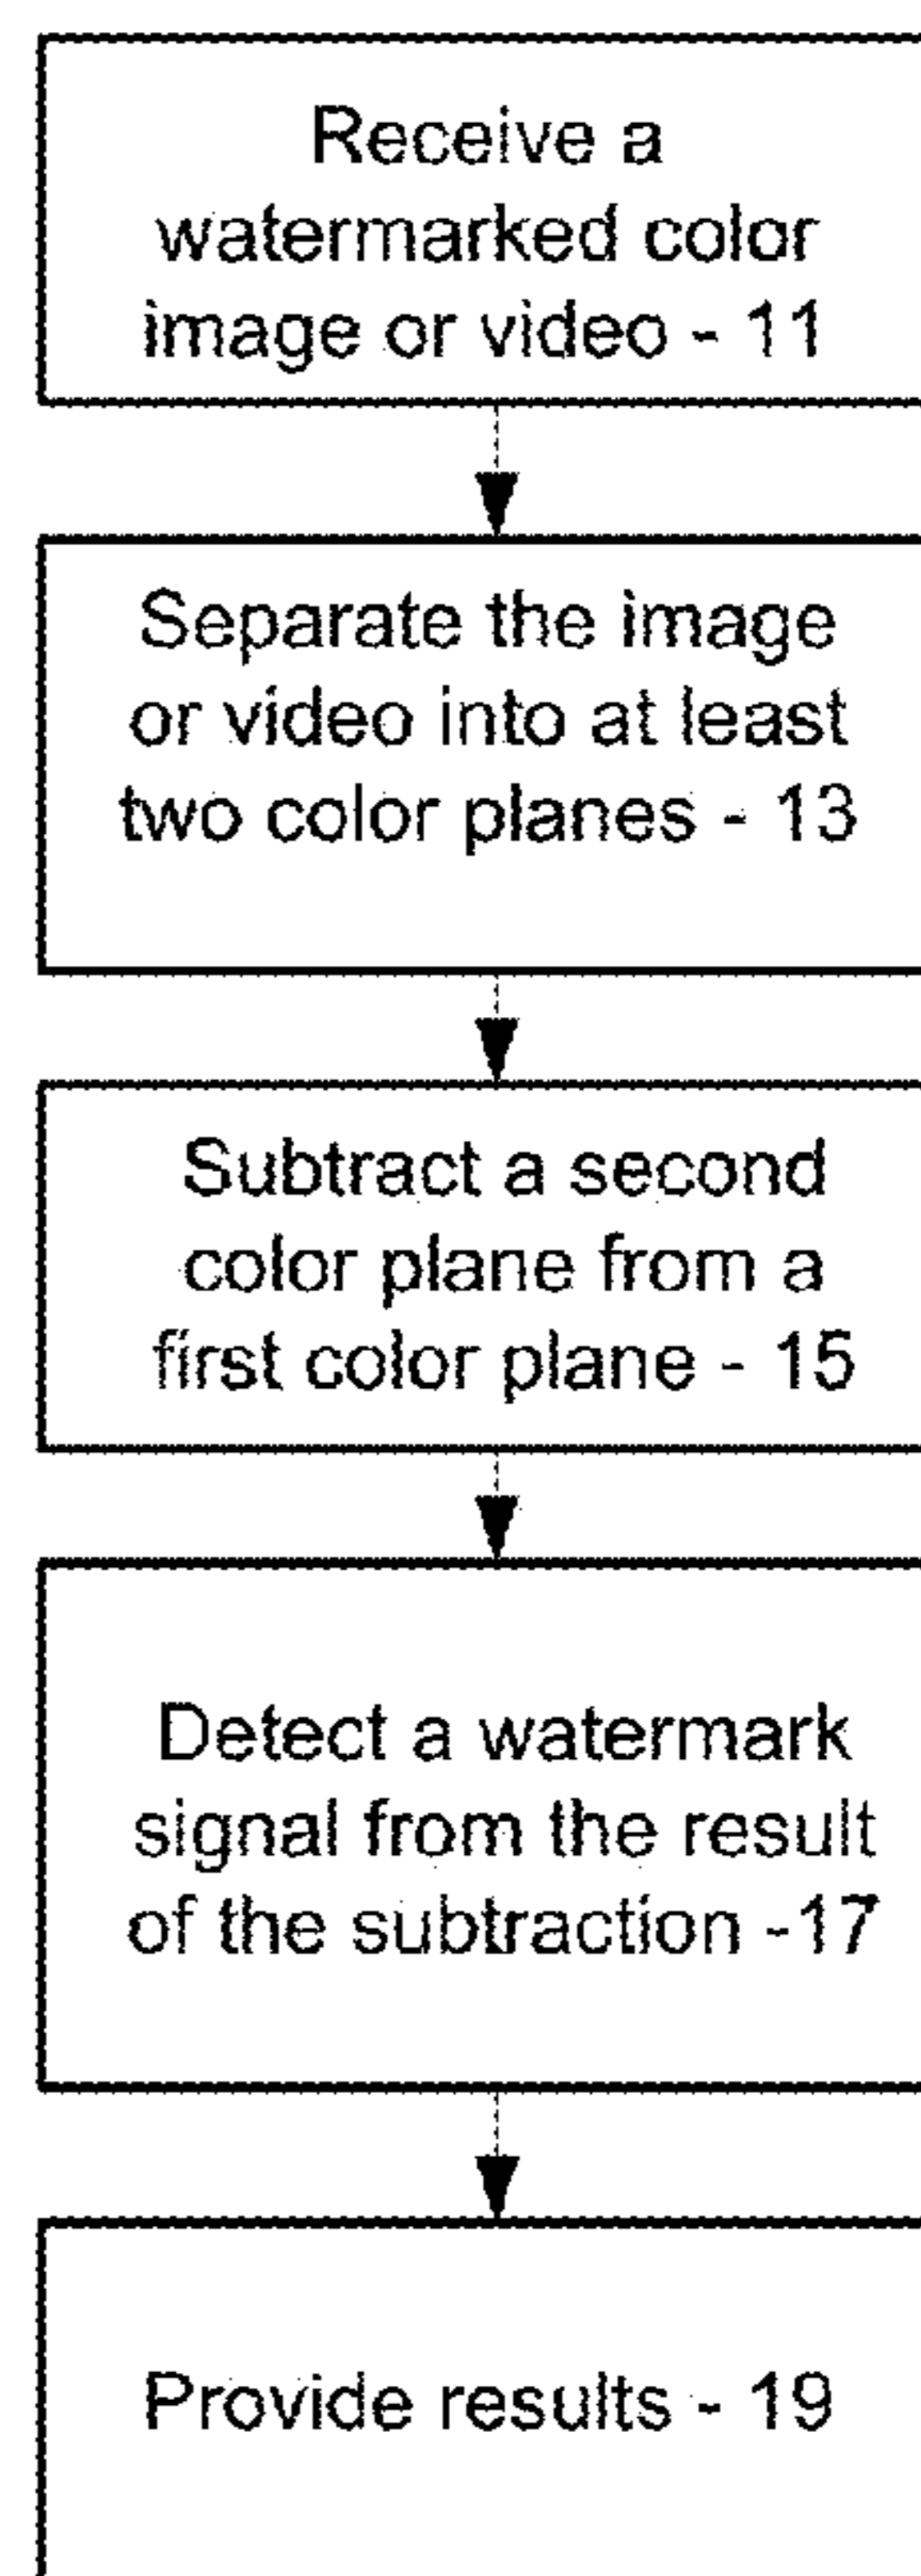 Receive a
watermarked color
image or video - 11
Separate the image
or video into at least
two color planes - 13
Subtract a second
color plane from a
first color plane - 15
Detect a watermark
signal from the result
of the subtraction -17
Provide results - 19